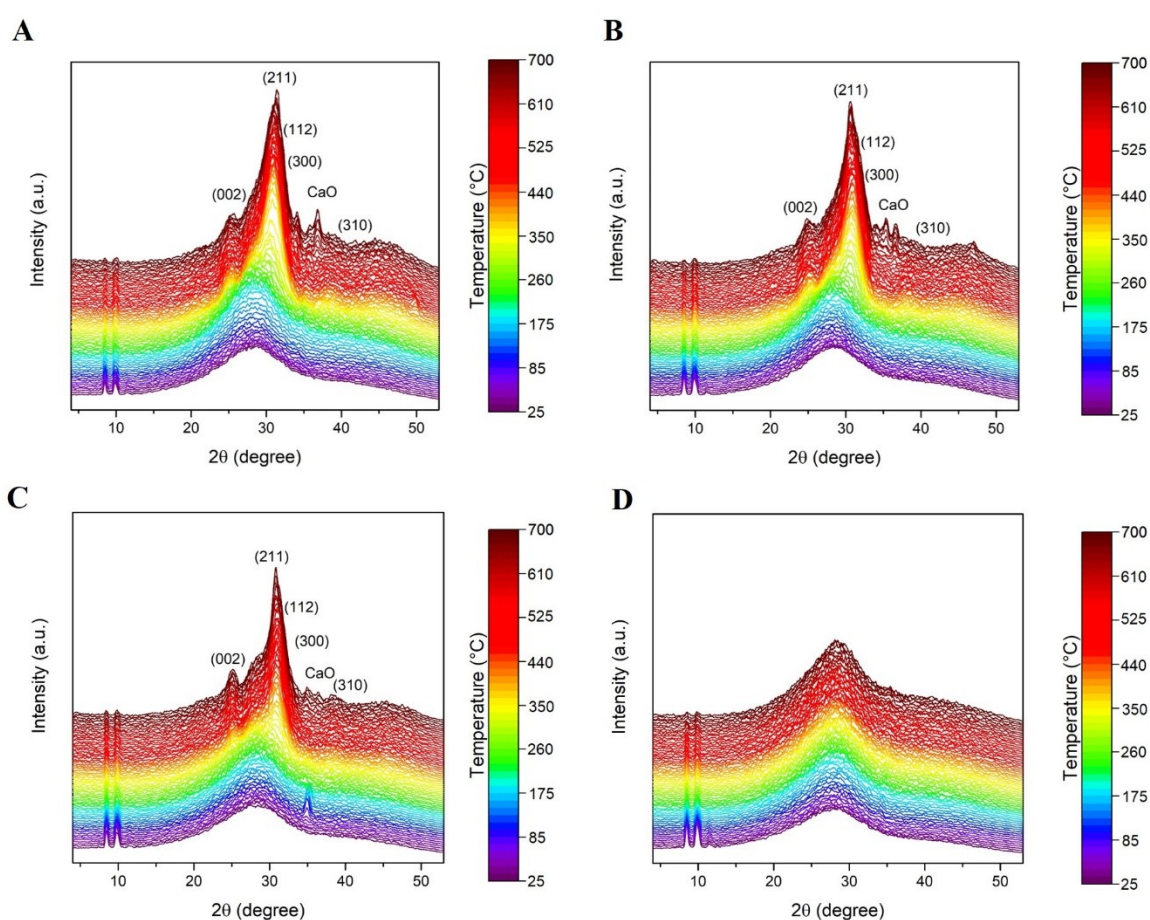 A
(211)
(112)
(300)
(002)
CaO
(310)
Intensity (a.u.)
10 20 30 40 50
2θ (degree)
Temperature (°C)
700
610
525
440
350
260
175
85
25
B
(211)
(112)
(300)
(002)
CaO
(310)
Intensity (a.u.)
10 20 30 40 50
2θ (degree)
Temperature (°C)
700
610
525
440
350
260
175
85
25
C
(211)
(112)
(300)
(002)
CaO
(310)
Intensity (a.u.)
10 20 30 40 50
2θ (degree)
Temperature (°C)
700
610
525
440
350
260
175
85
25
D
Intensity (a.u.)
10 20 30 40 50
2θ (degree)
Temperature (°C)
700
610
525
440
350
260
175
85
25